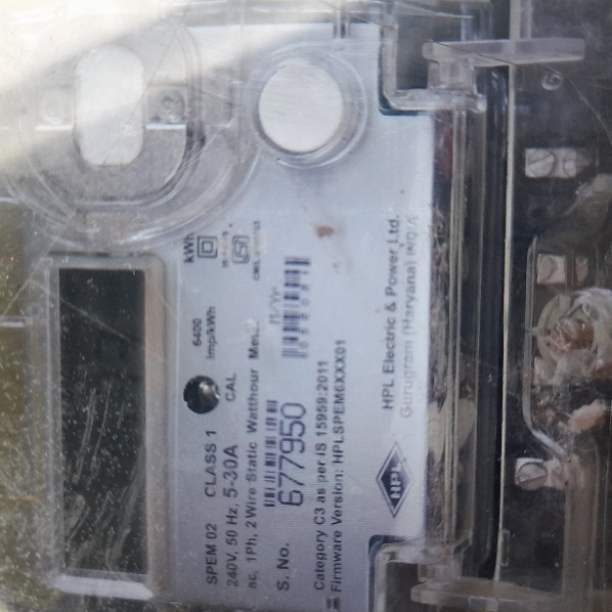 kWh
6400
imp/kWh
CAL
SPEM 02 CLASS 1
240V, 50 Hz, 5-30A
ac, 1Ph, 2 Wire Static Watthour
S. No. 677950
M/Yr
Category C3 as per IS 15959:2011
Firmware Version: HPLSPEM6XXX01
HPL
HPL Electric & Power Ltd.
Gurugram (Haryana) INDIA